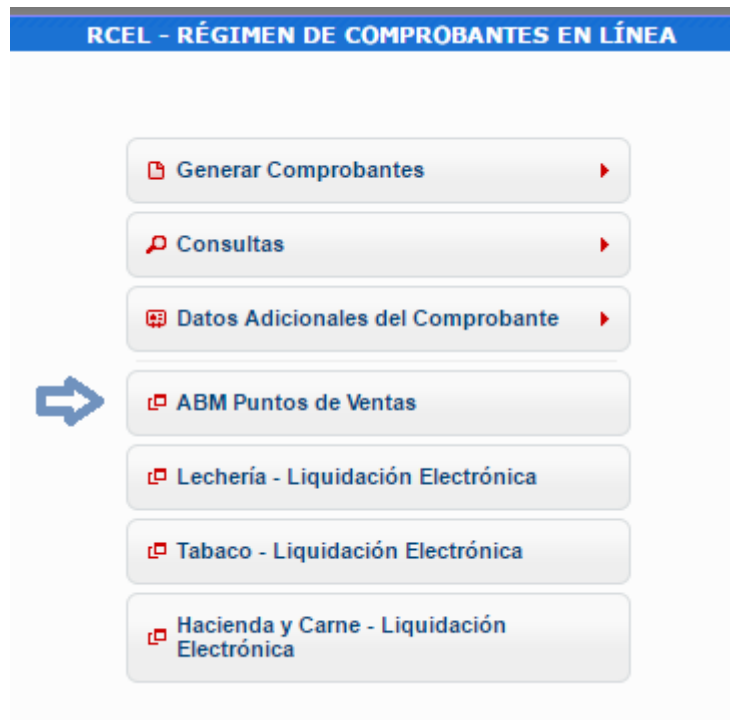 RCEL - RÉGIMEN DE COMPROBANTES EN LÍNEA
Generar Comprobantes
Consultas
Datos Adicionales del Comprobante
ABM Puntos de Ventas
Lechería - Liquidación Electrónica
Tabaco - Liquidación Electrónica
Hacienda y Carne - Liquidación
Electrónica